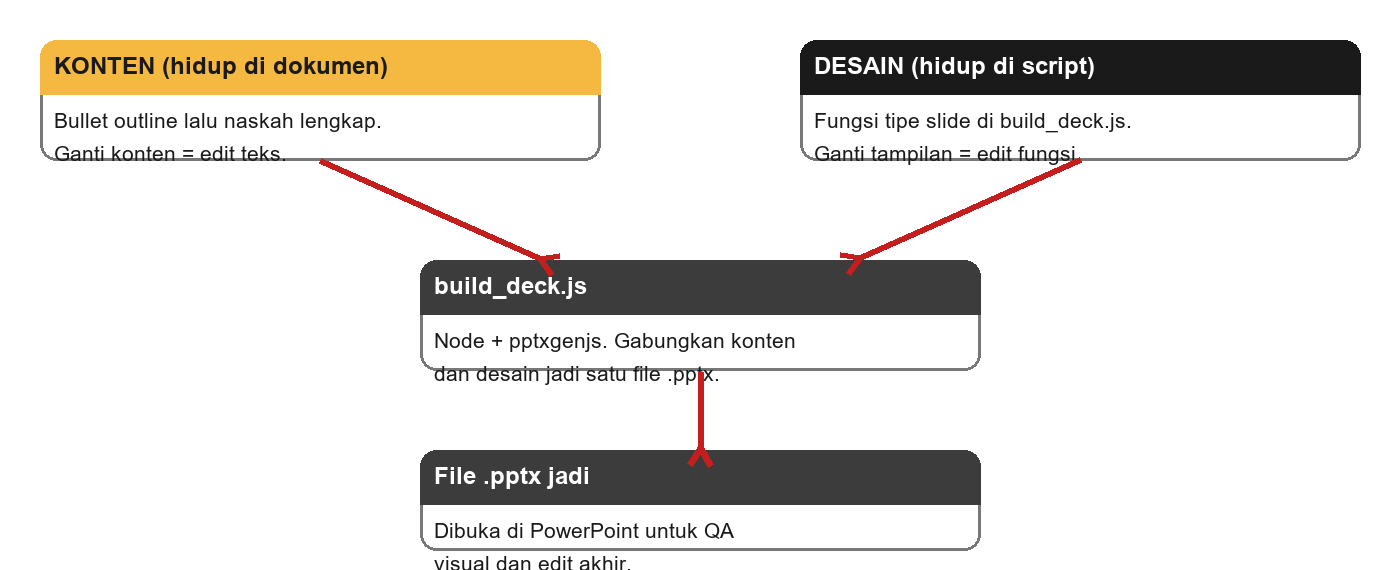 KONTEN (hidup di dokumen)
Bullet outline lalu naskah lengkap.
Ganti konten = edit teks.
DESAIN (hidup di script)
Fungsi tipe slide di build_deck.js.
Ganti tampilan = edit fungsi.
build_deck.js
Node + pptxgenjs. Gabungkan konten
dan desain jadi satu file .pptx.
File .pptx jadi
Dibuka di PowerPoint untuk QA
visual dan edit akhir.